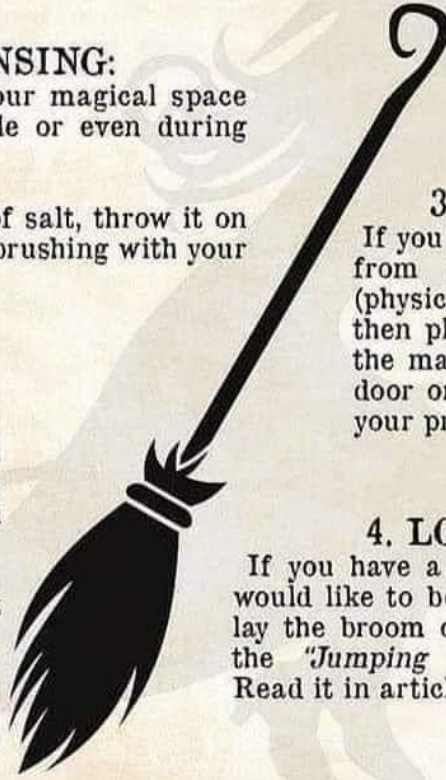 NSING:
our magical space
le or even during
of salt, throw it on
brushing with your
3
If you
from
(physic
then pl
the ma
door or
your pr
4. LO
If you have a
would like to be
lay the broom o
the "Jumping
Read it in articl